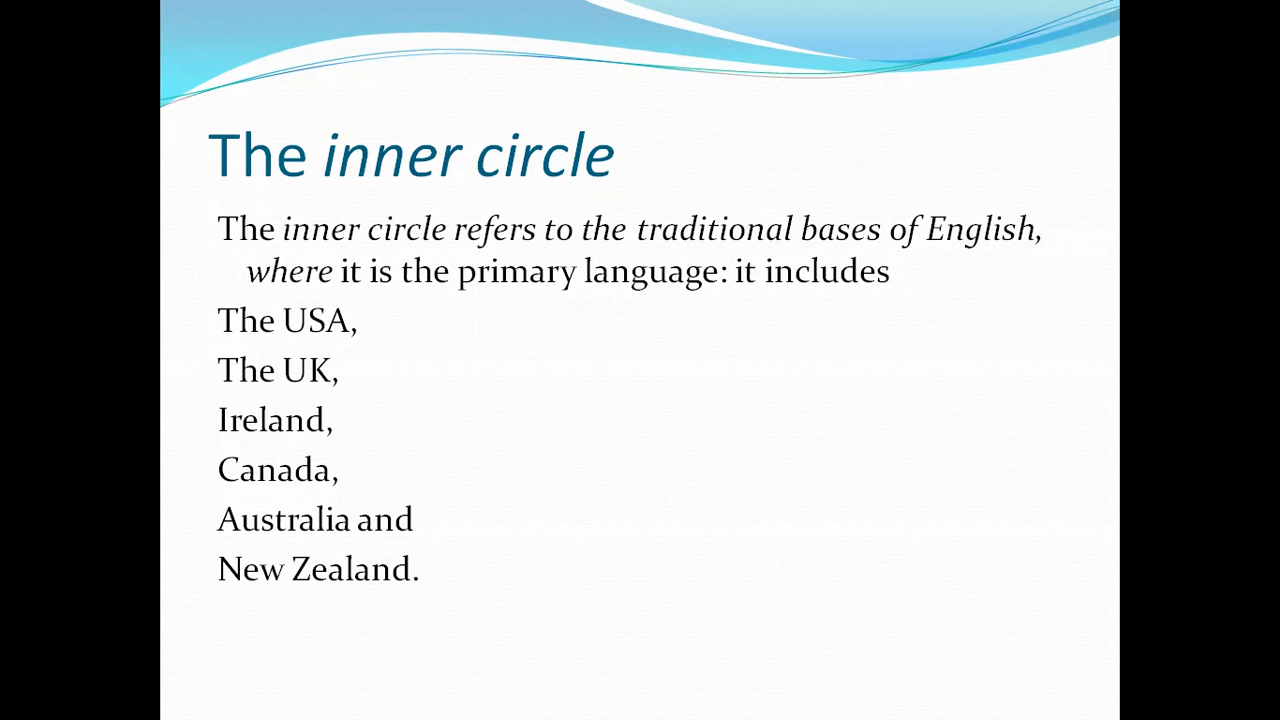 The inner circle
The inner circle refers to the traditional bases of English,
where it is the primary language: it includes
The USA,
The UK,
Ireland,
Canada,
Australia and
New Zealand.